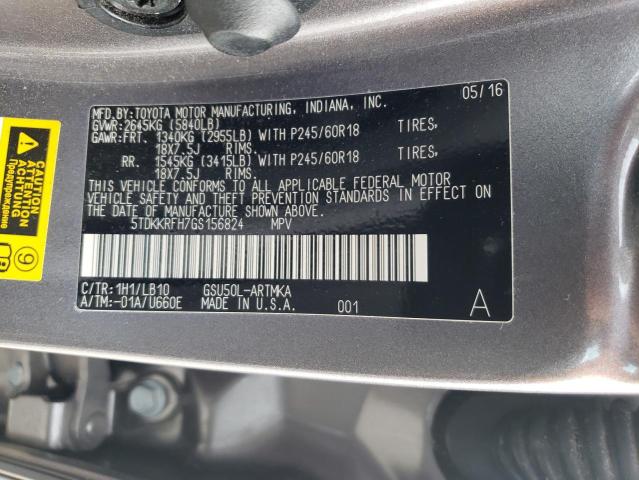 MFD.BY:TOYOTA MOTOR MANUFACTURING, INDIANA, INC. 05/16
GVWR:2645KG (5840LB)
GAWR:FRT. 1340KG (2955LB) WITH P245/60R18 TIRES,
18X7.5J RIMS.
RR. 1545KG (3415LB) WITH P245/60R18 TIRES,
18X7.5J RIMS.
THIS VEHICLE CONFORMS TO ALL APPLICABLE FEDERAL MOTOR
VEHICLE SAFETY AND THEFT PREVENTION STANDARDS IN EFFECT ON
THE DATE OF MANUFACTURE SHOWN ABOVE.
5TDKKRFH7GS156824 MPV
C/TR:1H1/LB10 GSU50L-ARTMKA
A/TM:-01A/U660E MADE IN U.S.A. 001 A
CAUTION
ATTENTION
ACHTUNG
Предупреждение
9